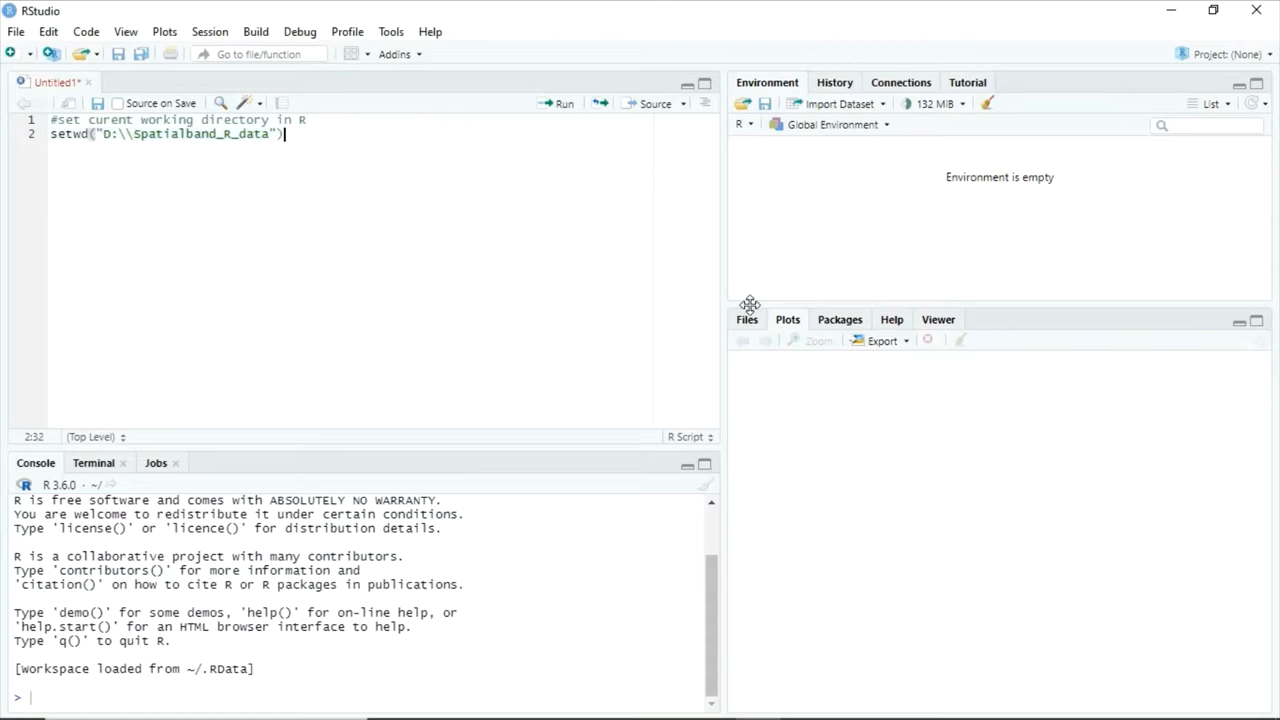 RStudio
File Edit Code View Plots Session Build Debug Profile Tools Help
Go to file/function Addins Project: (None)
Untitled1*
Source on Save Run Source
1 #set curent working directory in R
2 setwd("D:\\Spatialband_R_data")
2:32 (Top Level) R Script
Console Terminal Jobs
R 3.6.0 · ~/
R is free software and comes with ABSOLUTELY NO WARRANTY.
You are welcome to redistribute it under certain conditions.
Type 'license()' or 'licence()' for distribution details.
R is a collaborative project with many contributors.
Type 'contributors()' for more information and
'citation()' on how to cite R or R packages in publications.
Type 'demo()' for some demos, 'help()' for on-line help, or
'help.start()' for an HTML browser interface to help.
Type 'q()' to quit R.
[workspace loaded from ~/.RData]
>
Environment History Connections Tutorial
Import Dataset 132 MiB List
R Global Environment
Environment is empty
Files Plots Packages Help Viewer
Zoom Export